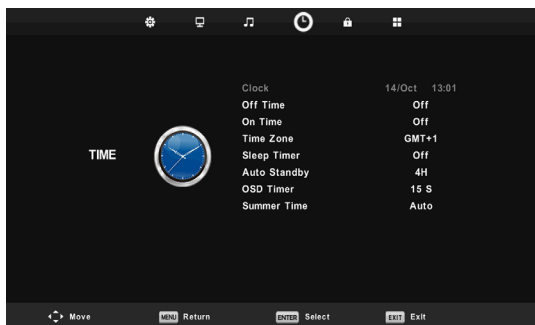 Clock 14/Oct 13:01
Off Time Off
On Time Off
Time Zone GMT+1
TIME
Sleep Timer Off
Auto Standby 4H
OSD Timer 15 S
Summer Time Auto
Move MENU Return ENTER Select EXIT Exit